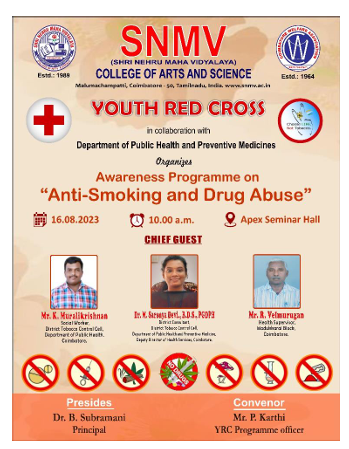 SNMV
(SHRI NEHRU MAHA VIDYALAYA)
COLLEGE OF ARTS AND SCIENCE
Malumachampatti, Coimbatore - 50, Tamilnadu, India. www.snmv.ac.in
Estd.: 1989
Estd.: 1964
YOUTH RED CROSS
in collaboration with
Department of Public Health and Preventive Medicines
Organizes
Awareness Programme on
“Anti-Smoking and Drug Abuse”
16.08.2023
10.00 a.m.
Apex Seminar Hall
CHIEF GUEST
Mr. K. Muralikrishnan
Social Worker,
District Tobacco Control Cell,
Department of Public Health,
Coimbatore.
Dr. W. Saranya Devi., B.D.S., PGDPH
District Consultant,
District Tobacco Control Cell,
Department of Public Health and Preventive Medicine,
Deputy Director of Health Services, Coimbatore.
Mr. R. Velmurugan
Health Supervisor,
Madukkarai Block,
Coimbatore.
Presides
Dr. B. Subramani
Principal
Convenor
Mr. P. Karthi
YRC Programme officer